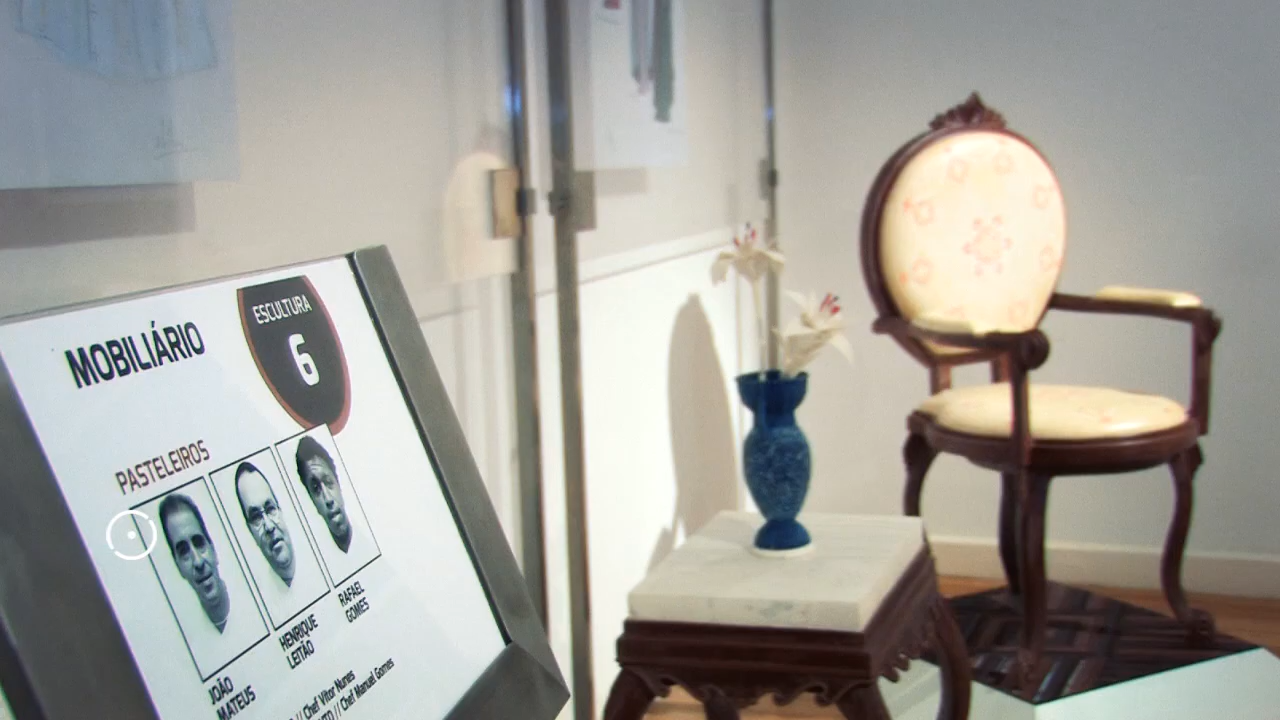 MOBILIÁRIO
ESCULTURA
6
PASTELEIROS
JOÃO
MATEUS
HENRIQUE
LEITÃO
RAFAEL
GOMES
// Chef Vitor Nunes
// Chef Manuel Gomes